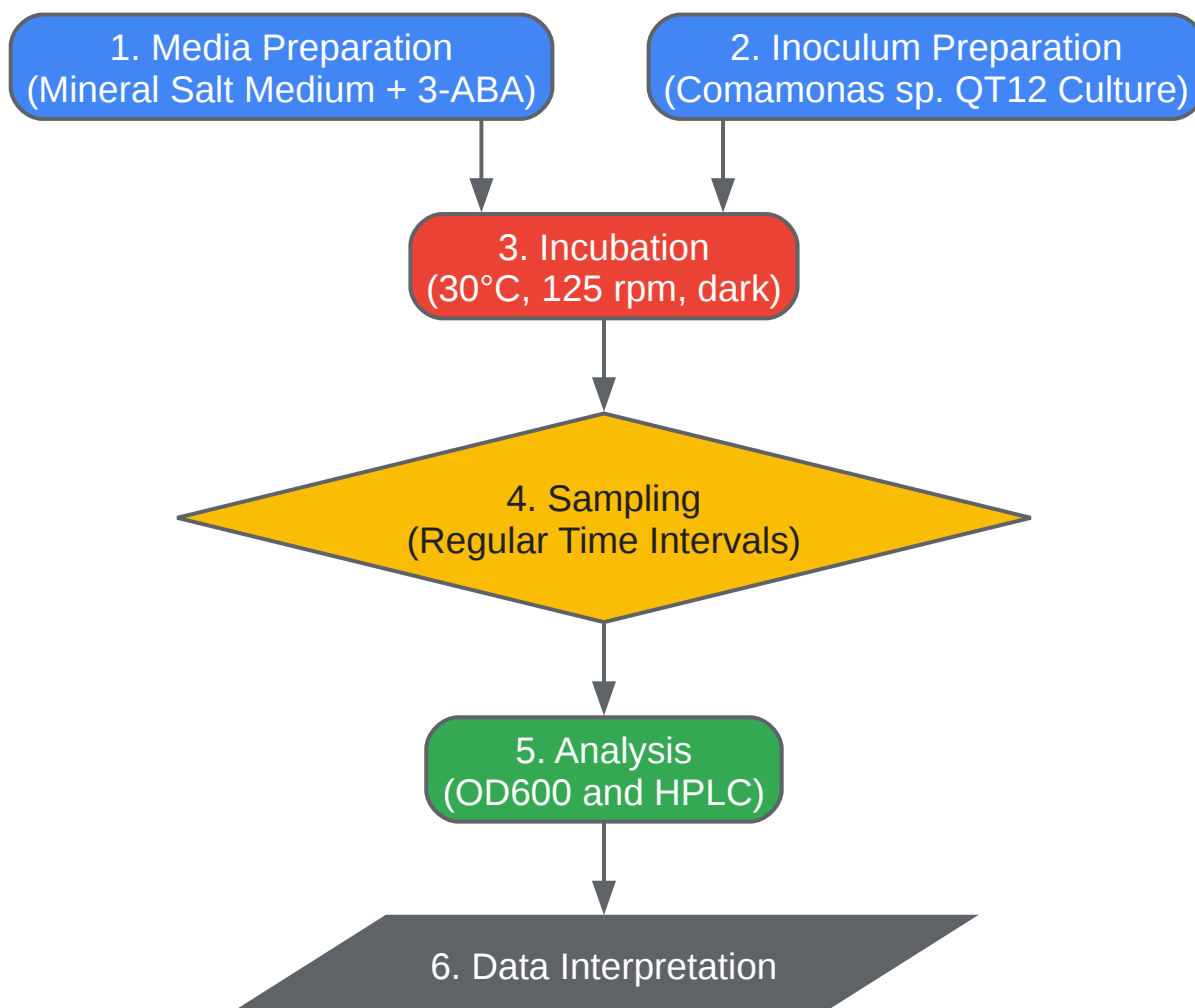 1. Media Preparation
(Mineral Salt Medium + 3-ABA)
2. Inoculum Preparation
(Comamonas sp. QT12 Culture)
3. Incubation
(30°C, 125 rpm, dark)
4. Sampling
(Regular Time Intervals)
5. Analysis
(OD600 and HPLC)
6. Data Interpretation